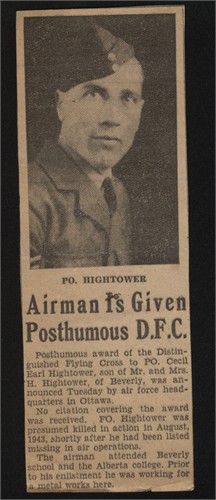 PO. HIGHTOWER
Airman Is Given
Posthumous D.F.C.
Posthumous award of the Distin-
guished Flying Cross to PO. Cecil
Earl Hightower, son of Mr. and Mrs.
H. Hightower, of Beverly, was an-
nounced Tuesday by air force head-
quarters in Ottawa.
No citation covering the award
was received. FO. Hightower was
presumed killed in action in August,
1943, shortly after he had been listed
missing in air operations.
The airman attended Beverly
school and the Alberta college. Prior
to his enlistment he was working for
a metal works here.